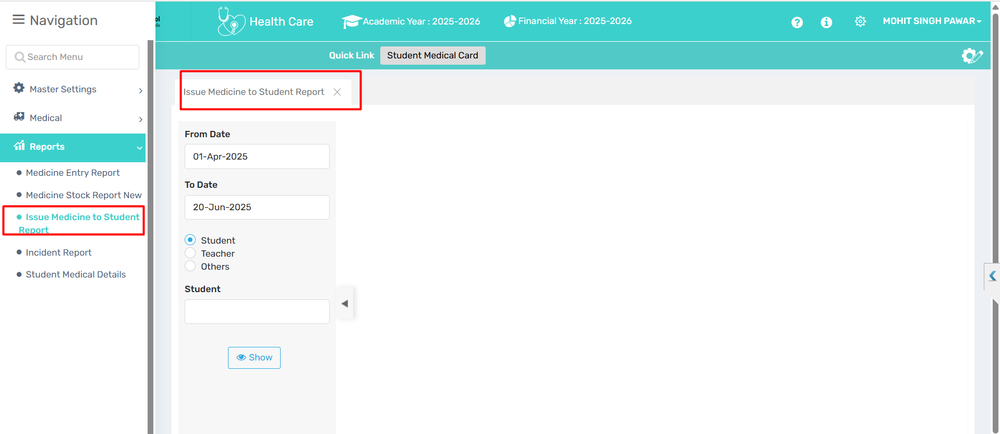 Navigation
Search Menu
Master Settings
Medical
Reports
Medicine Entry Report
Medicine Stock Report New
Issue Medicine to Student
Report
Incident Report
Student Medical Details
Health Care
Academic Year : 2025-2026
Financial Year : 2025-2026
MOHIT SINGH PAWAR
Quick Link
Student Medical Card
Issue Medicine to Student Report
From Date
01-Apr-2025
To Date
20-Jun-2025
Student
Teacher
Others
Student
Show